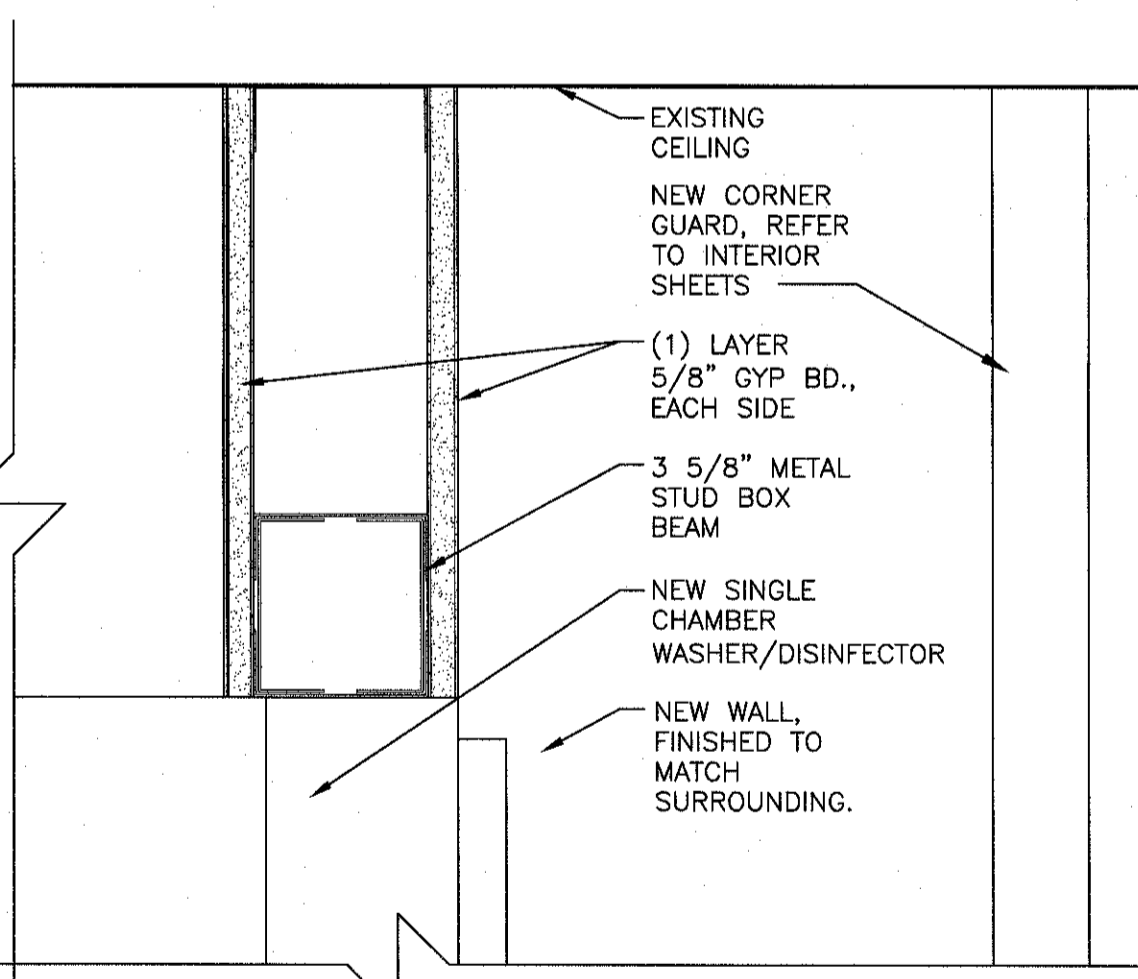 EXISTING
CEILING
NEW CORNER
GUARD, REFER
TO INTERIOR
SHEETS
(1) LAYER
5/8" GYP BD.,
EACH SIDE
3 5/8" METAL
STUD BOX
BEAM
NEW SINGLE
CHAMBER
WASHER/DISINFECTOR
NEW WALL,
FINISHED TO
MATCH
SURROUNDING.